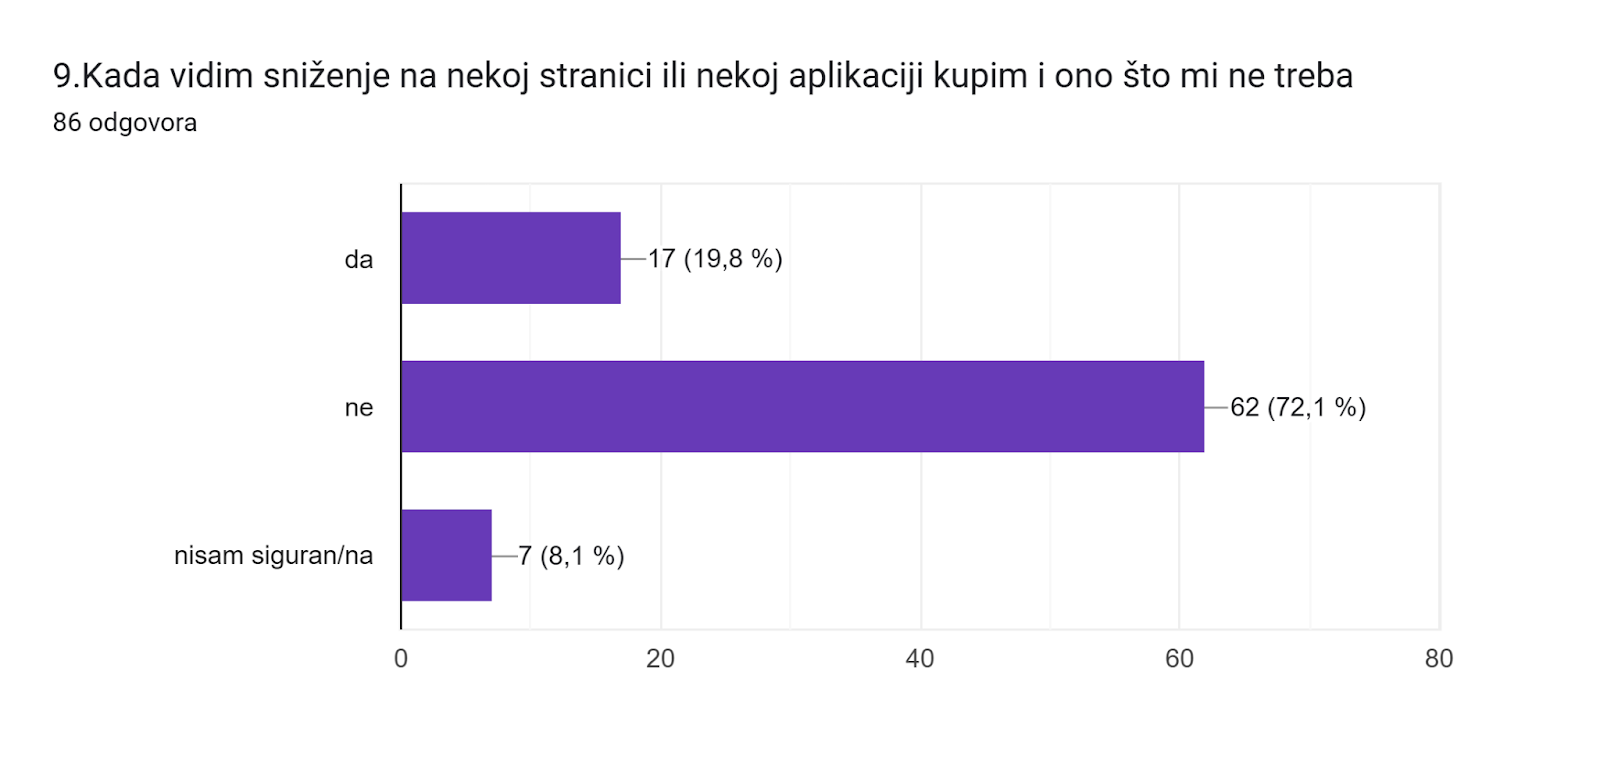 9.Kada vidim sniženje na nekoj stranici ili nekoj aplikaciji kupim i ono što mi ne treba
86 odgovora
da
17 (19,8 %)
ne
62 (72,1 %)
nisam siguran/na
7 (8,1 %)
0
20
40
60
80